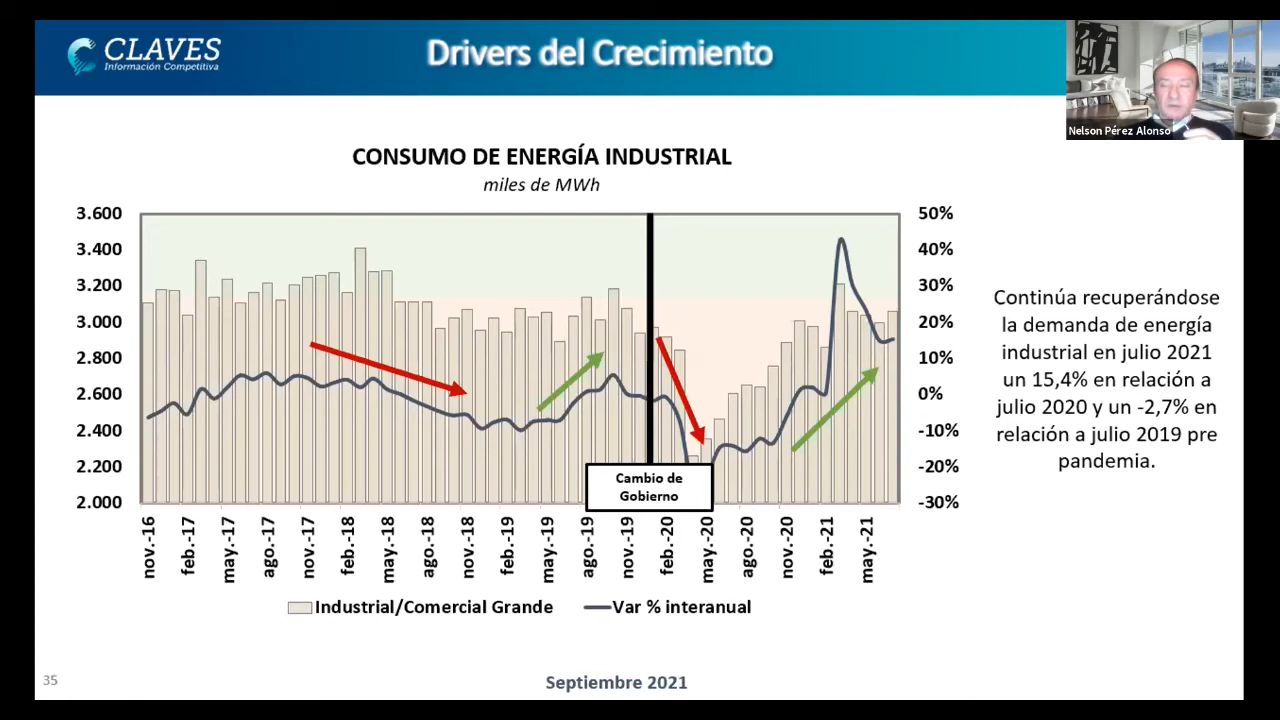 CLAVES
Información Competitiva
Drivers del Crecimiento
Nelson Pérez Alonso
CONSUMO DE ENERGÍA INDUSTRIAL
miles de MWh
3.600
3.400
3.200
3.000
2.800
2.600
2.400
2.200
2.000
50%
40%
30%
20%
10%
0%
-10%
-20%
-30%
Cambio de
Gobierno
nov.-16
feb.-17
may.-17
ago.-17
nov.-17
feb.-18
may.-18
ago.-18
nov.-18
feb.-19
may.-19
ago.-19
nov.-19
feb.-20
may.-20
ago.-20
nov.-20
feb.-21
may.-21
Industrial/Comercial Grande
Var % interanual
Continúa recuperándose
la demanda de energía
industrial en julio 2021
un 15,4% en relación a
julio 2020 y un -2,7% en
relación a julio 2019 pre
pandemia.
35
Septiembre 2021